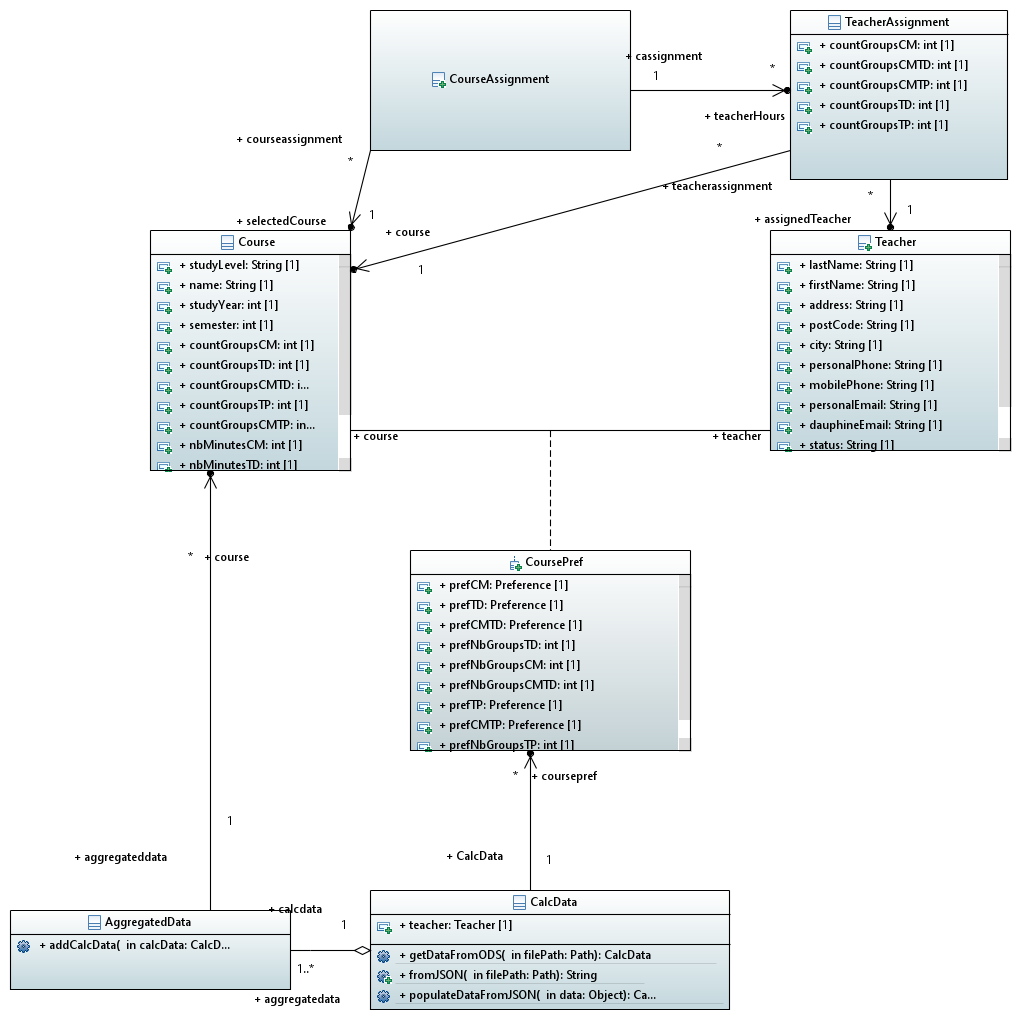 CourseAssignment
+ cassignment
1
*
+ teacherHours
TeacherAssignment
+ countGroupsCM: int [1]
+ countGroupsCMTD: int [1]
+ countGroupsCMTP: int [1]
+ countGroupsTD: int [1]
+ countGroupsTP: int [1]
+ courseassignment
*
1
+ selectedCourse
*
+ teacherassignment
+ course
1
*
1
+ assignedTeacher
Course
+ studyLevel: String [1]
+ name: String [1]
+ studyYear: int [1]
+ semester: int [1]
+ countGroupsCM: int [1]
+ countGroupsTD: int [1]
+ countGroupsCMTD: i...
+ countGroupsTP: int [1]
+ countGroupsCMTP: in...
+ nbMinutesCM: int [1]
+ nbMinutesTD: int [1]
Teacher
+ lastName: String [1]
+ firstName: String [1]
+ address: String [1]
+ postCode: String [1]
+ city: String [1]
+ personalPhone: String [1]
+ mobilePhone: String [1]
+ personalEmail: String [1]
+ dauphineEmail: String [1]
+ status: String [1]
+ course
+ teacher
* + course
CoursePref
+ prefCM: Preference [1]
+ prefTD: Preference [1]
+ prefCMTD: Preference [1]
+ prefNbGroupsTD: int [1]
+ prefNbGroupsCM: int [1]
+ prefNbGroupsCMTD: int [1]
+ prefTP: Preference [1]
+ prefCMTP: Preference [1]
+ prefNbGroupsTP: int [1]
* + coursepref
1
+ aggregateddata
+ CalcData
1
AggregatedData
+ addCalcData( in calcData: CalcD...
+ calcdata
1
1..*
+ aggregatedata
CalcData
+ teacher: Teacher [1]
+ getDataFromODS( in filePath: Path): CalcData
+ fromJSON( in filePath: Path): String
+ populateDataFromJSON( in data: Object): Ca...